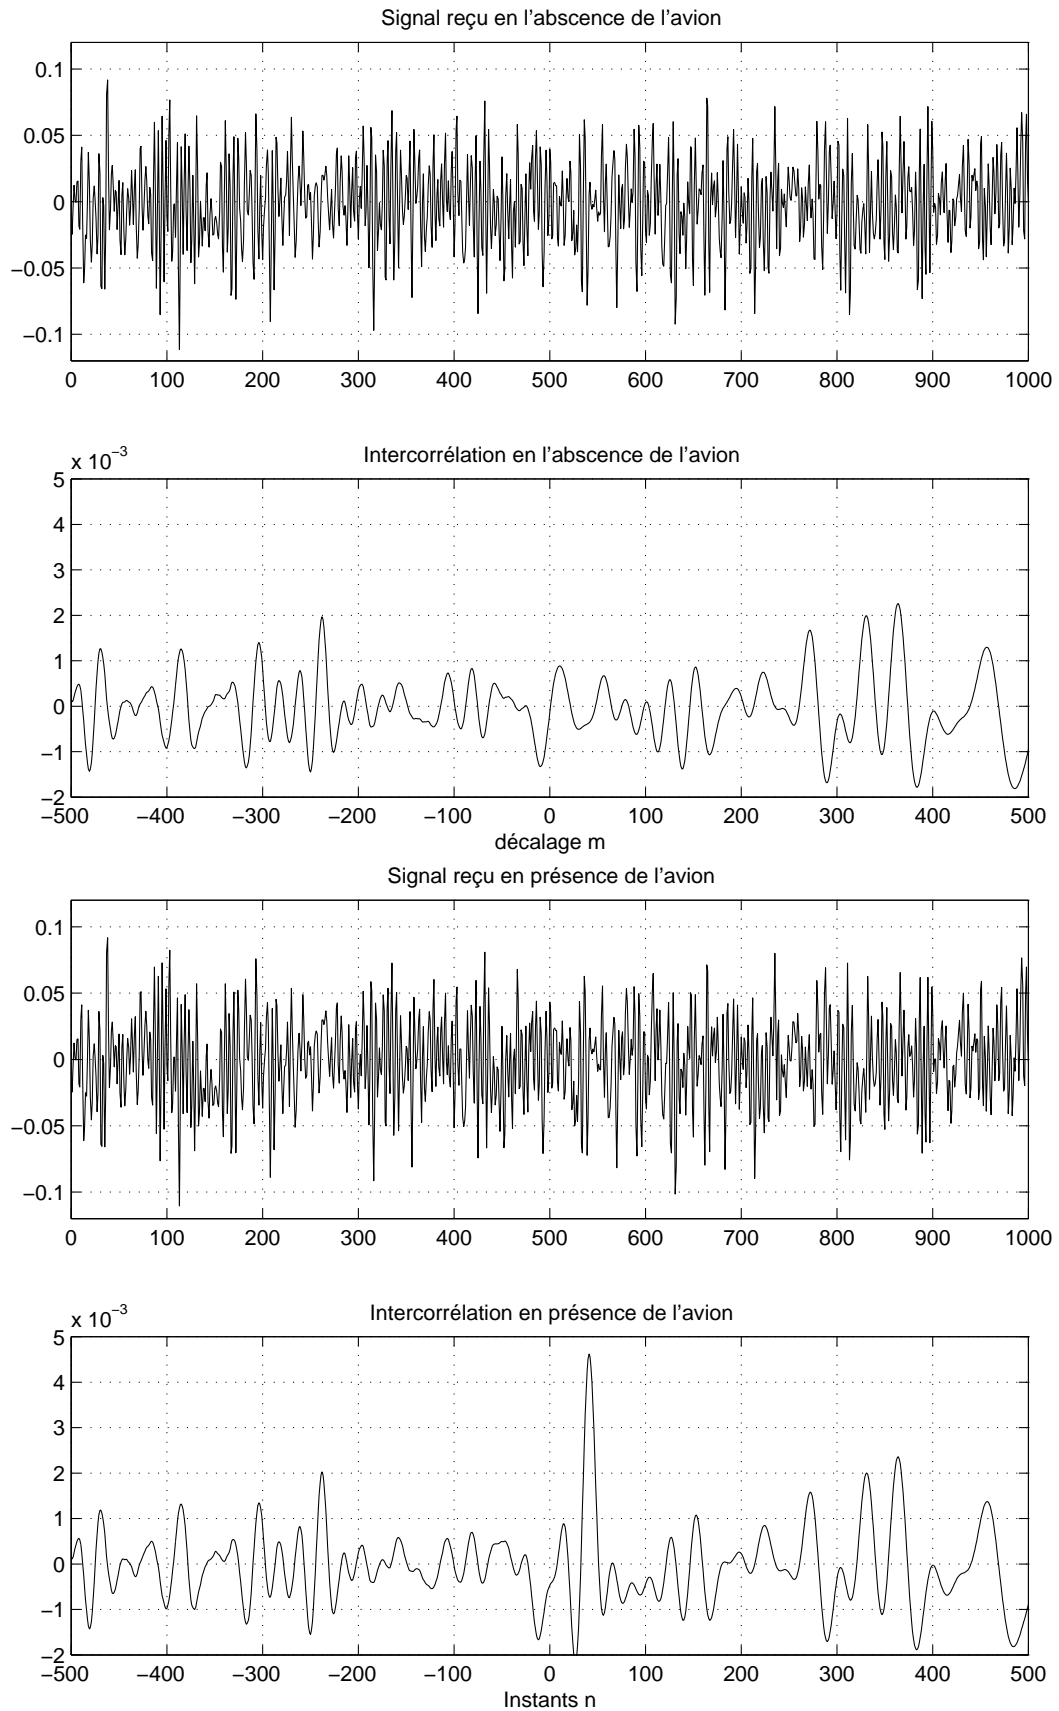 Signal reçu en l'abscence de l'avion
0.1
0.05
0
−0.05
−0.1
0 100 200 300 400 500 600 700 800 900 1000
Intercorrélation en l'abscence de l'avion
x 10−3
5
4
3
2
1
0
−1
−2
−500 −400 −300 −200 −100 0 100 200 300 400 500
décalage m
Signal reçu en présence de l'avion
0.1
0.05
0
−0.05
−0.1
0 100 200 300 400 500 600 700 800 900 1000
Intercorrélation en présence de l'avion
x 10−3
5
4
3
2
1
0
−1
−2
−500 −400 −300 −200 −100 0 100 200 300 400 500
Instants n